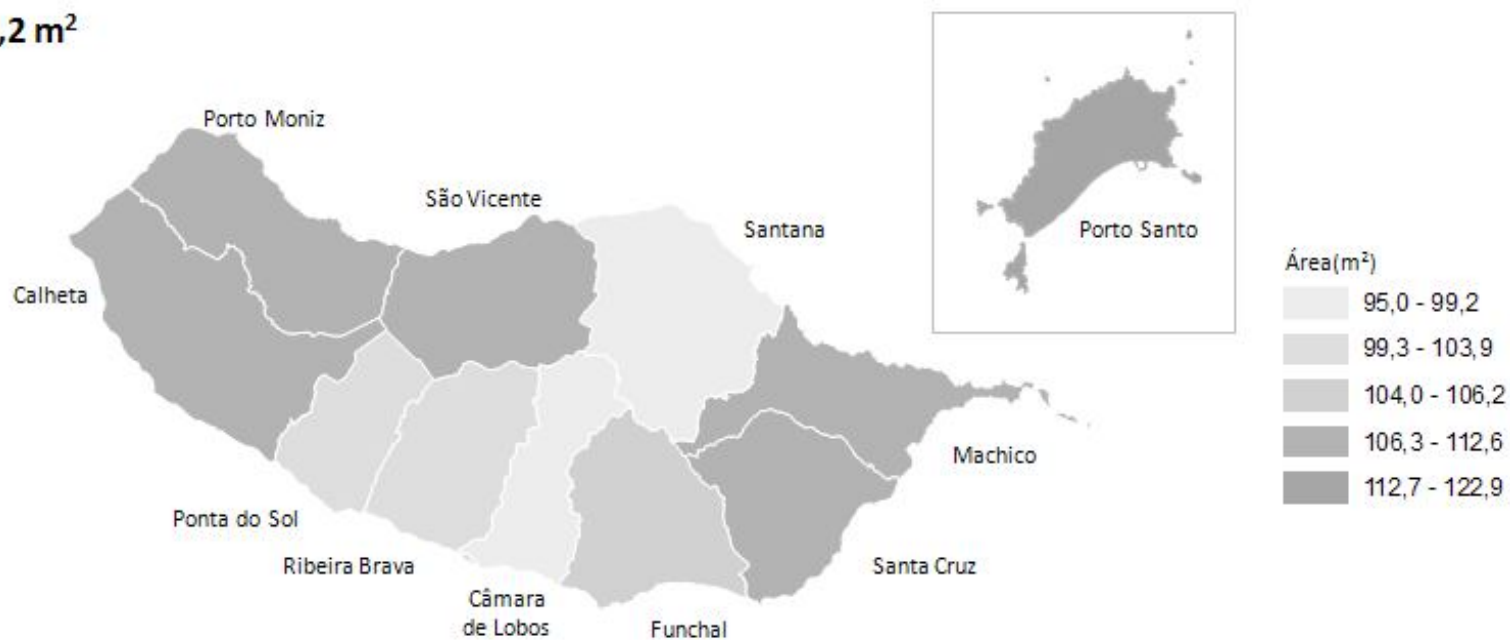 ,2 m²
Porto Moniz
São Vicente
Santana
Porto Santo
Calheta
Área(m²)
95,0 - 99,2
99,3 - 103,9
104,0 - 106,2
106,3 - 112,6
112,7 - 122,9
Machico
Ponta do Sol
Ribeira Brava
Santa Cruz
Câmara
de Lobos
Funchal